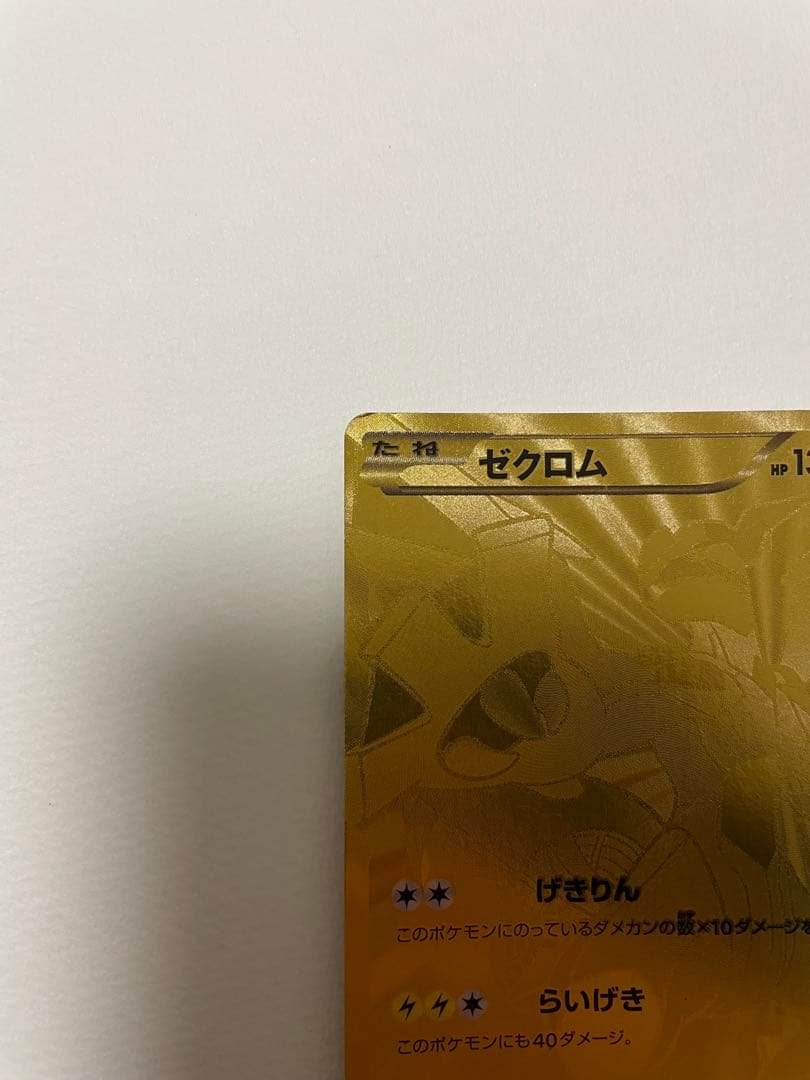 たね ゼクロム HP 13
げきりん
このポケモンにのっているダメカンの数×10ダメージを
らいげき
このポケモンにも40ダメージ。